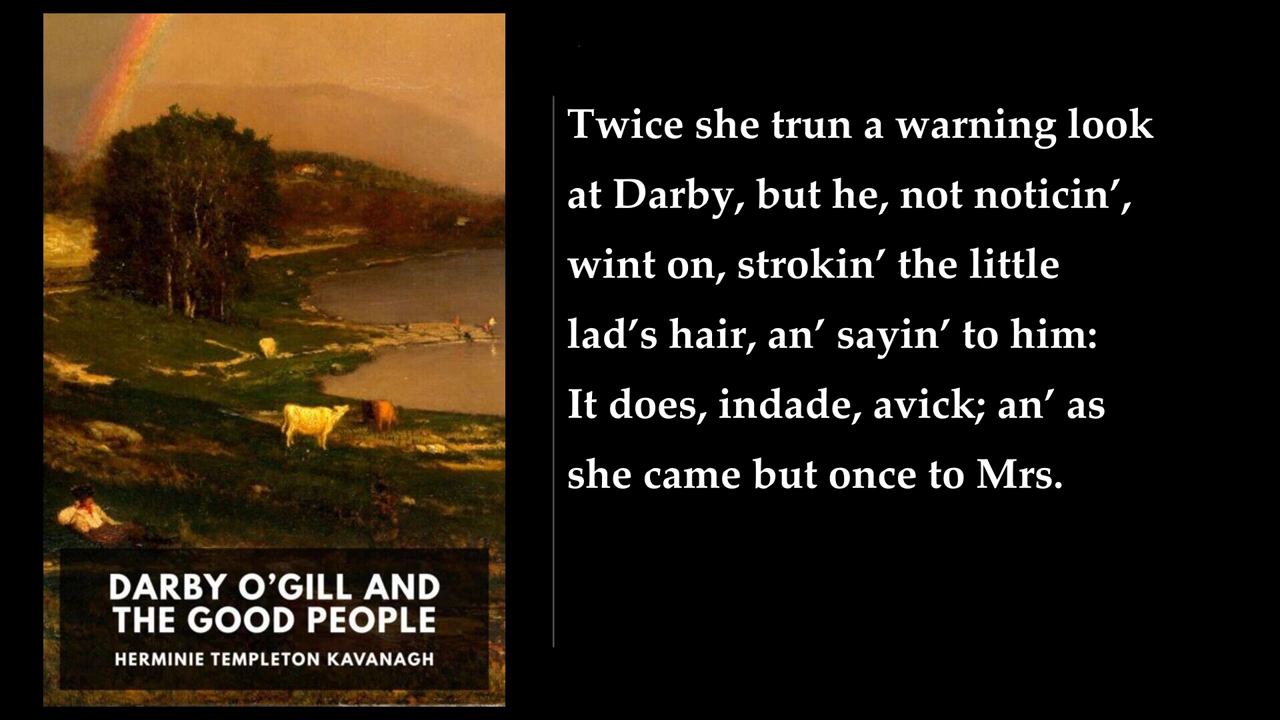 DARBY O’GILL AND
THE GOOD PEOPLE
HERMINIE TEMPLETON KAVANAGH
Twice she trun a warning look
at Darby, but he, not noticin’,
wint on, strokin’ the little
lad’s hair, an’ sayin’ to him:
It does, indade, avick; an’ as
she came but once to Mrs.